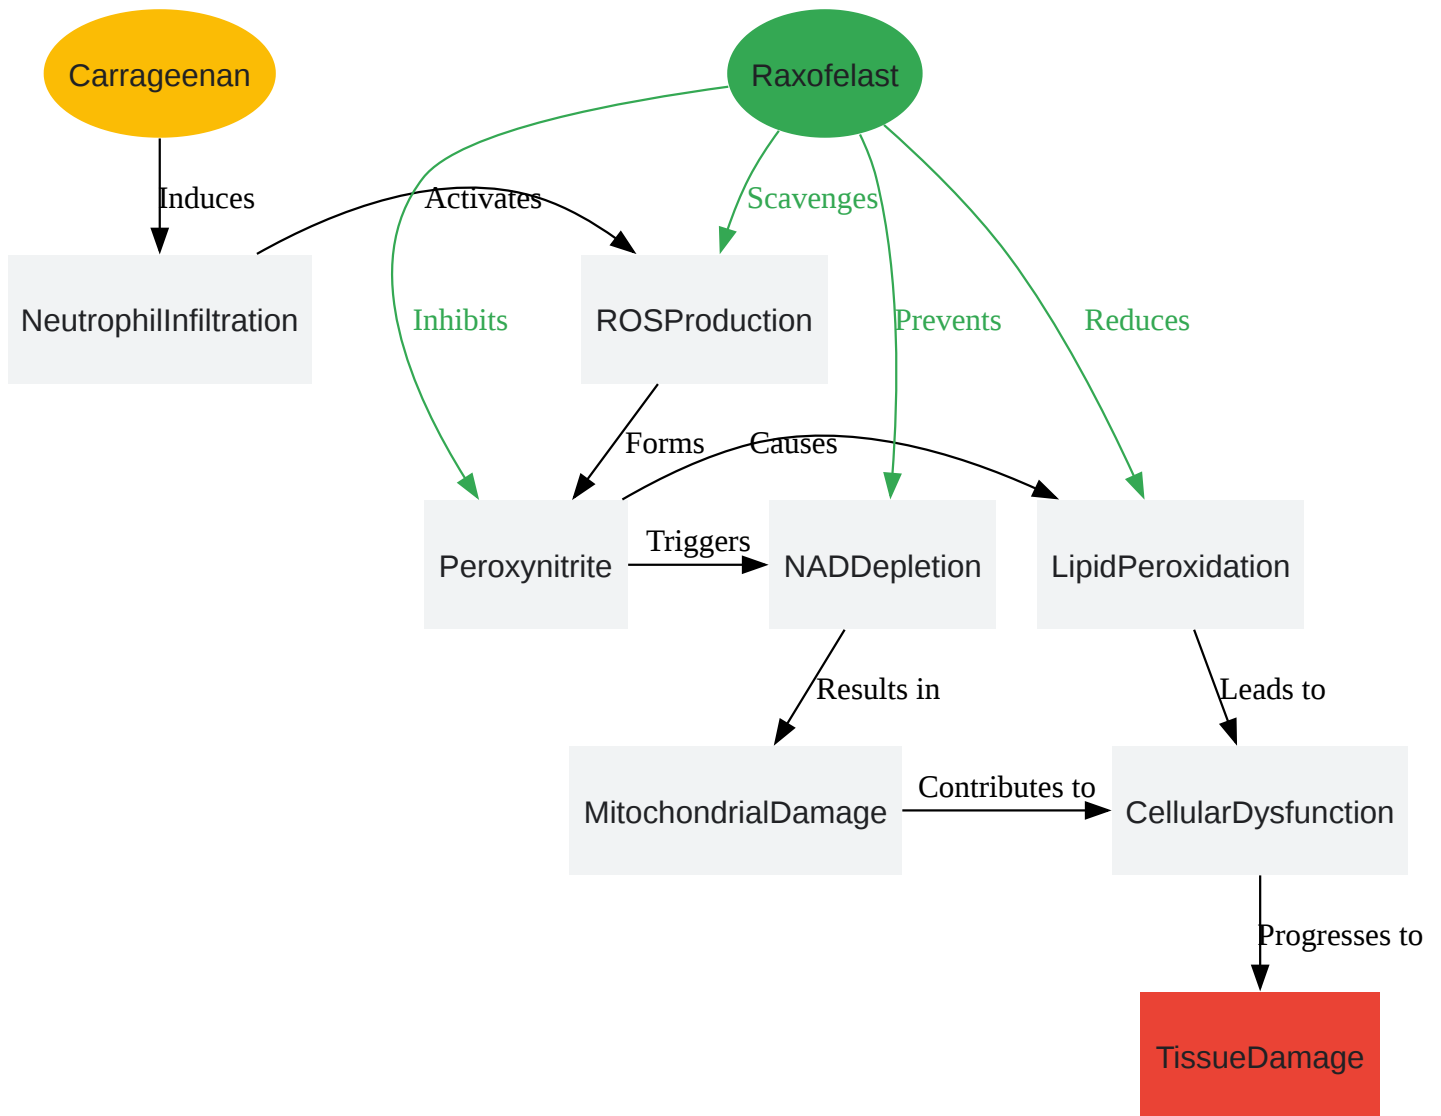 Carrageenan
Raxofelast
Induces
Activates
Scavenges
NeutrophilInfiltration
Inhibits
ROSProduction
Prevents
Reduces
Forms
Causes
Triggers
Peroxynitrite
NADDepletion
LipidPeroxidation
Results in
Leads to
Contributes to
MitochondrialDamage
CellularDysfunction
Progresses to
TissueDamage